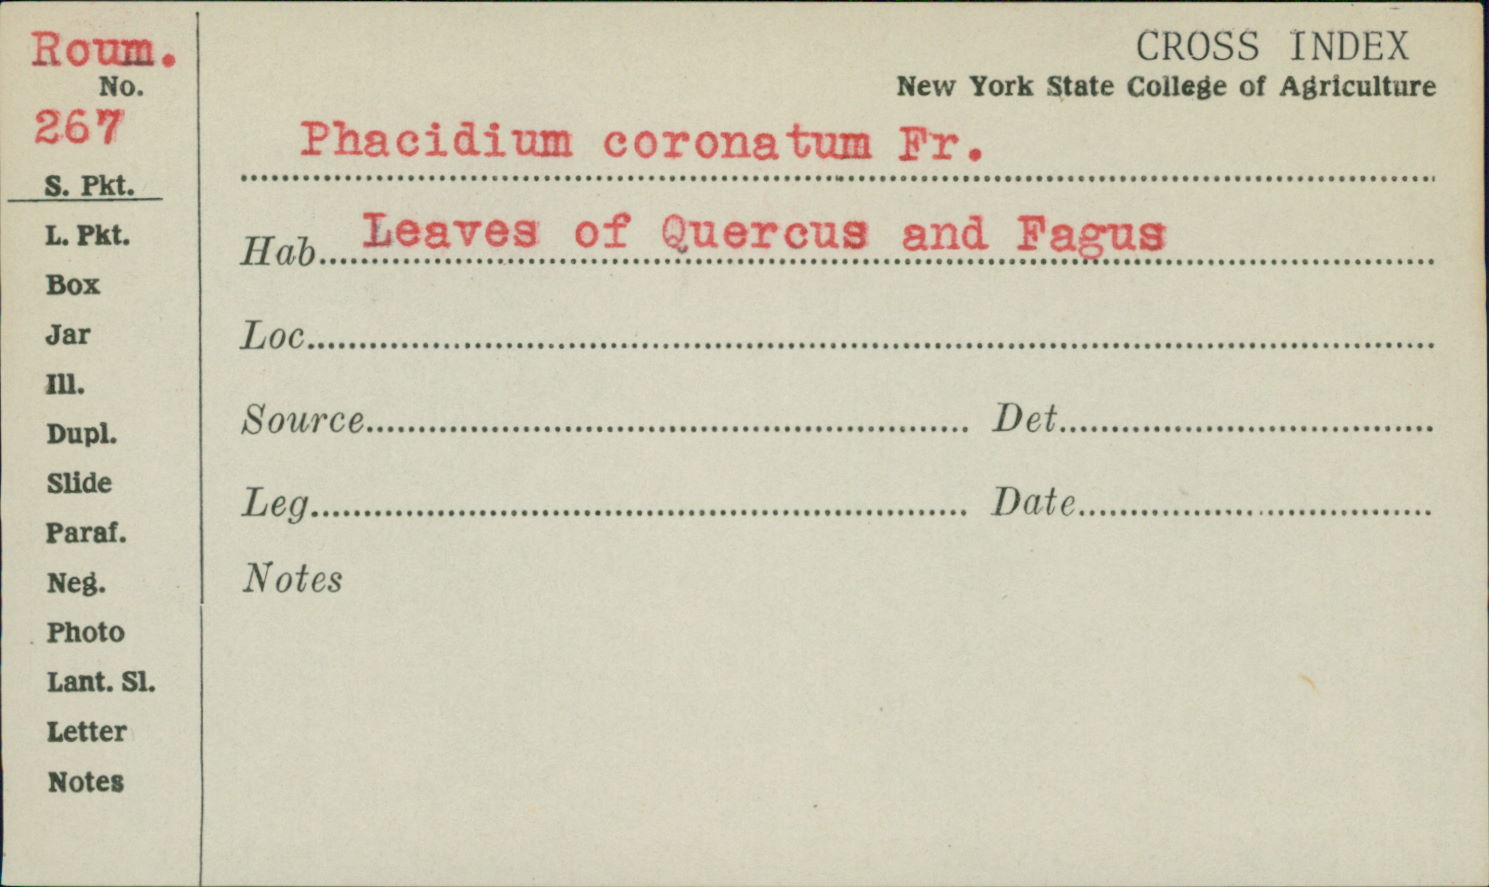 Roum.
No.
267
S. Pkt.
L. Pkt.
Box
Jar
Ill.
Dupl.
Slide
Paraf.
Neg.
Photo
Lant. Sl.
Letter
Notes
CROSS INDEX
New York State College of Agriculture
Phacidium coronatum Fr.
Hab. Leaves of Quercus and Fagus
Loc.
Source Det.
Leg. Date
Notes